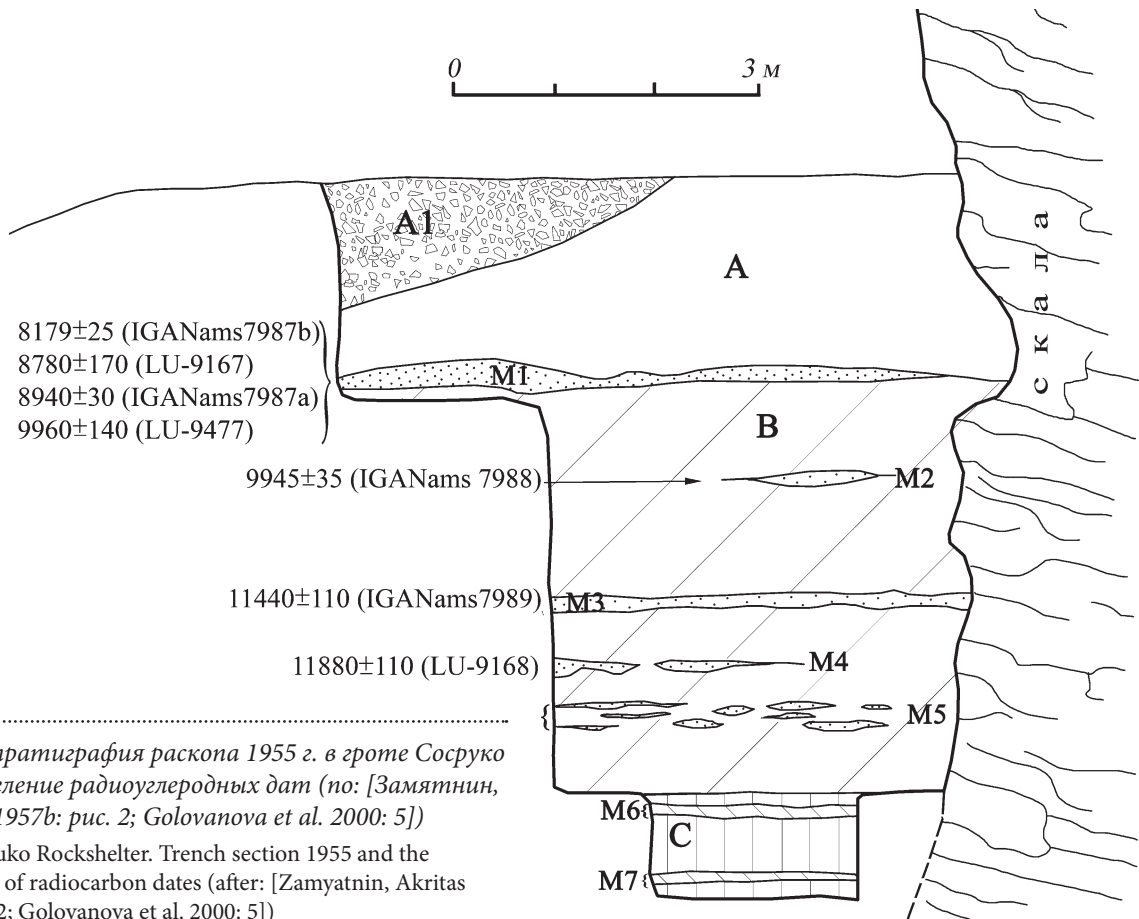 0 3 м
A1
A
скала
8179±25 (IGANams7987b)
8780±170 (LU-9167)
8940±30 (IGANams7987a)
9960±140 (LU-9477)
M1
B
9945±35 (IGANams 7988)
M2
11440±110 (IGANams7989)
M3
11880±110 (LU-9168)
M4
M5
M6
C
M7
пратиграфия раскопа 1955 г. в гроте Сосруко
еление радиоуглеродных дат (по: [Замятнин,
1957b: рис. 2; Golovanova et al. 2000: 5])
uko Rockshelter. Trench section 1955 and the
of radiocarbon dates (after: [Zamyatnin, Akritas
2; Golovanova et al. 2000: 5])